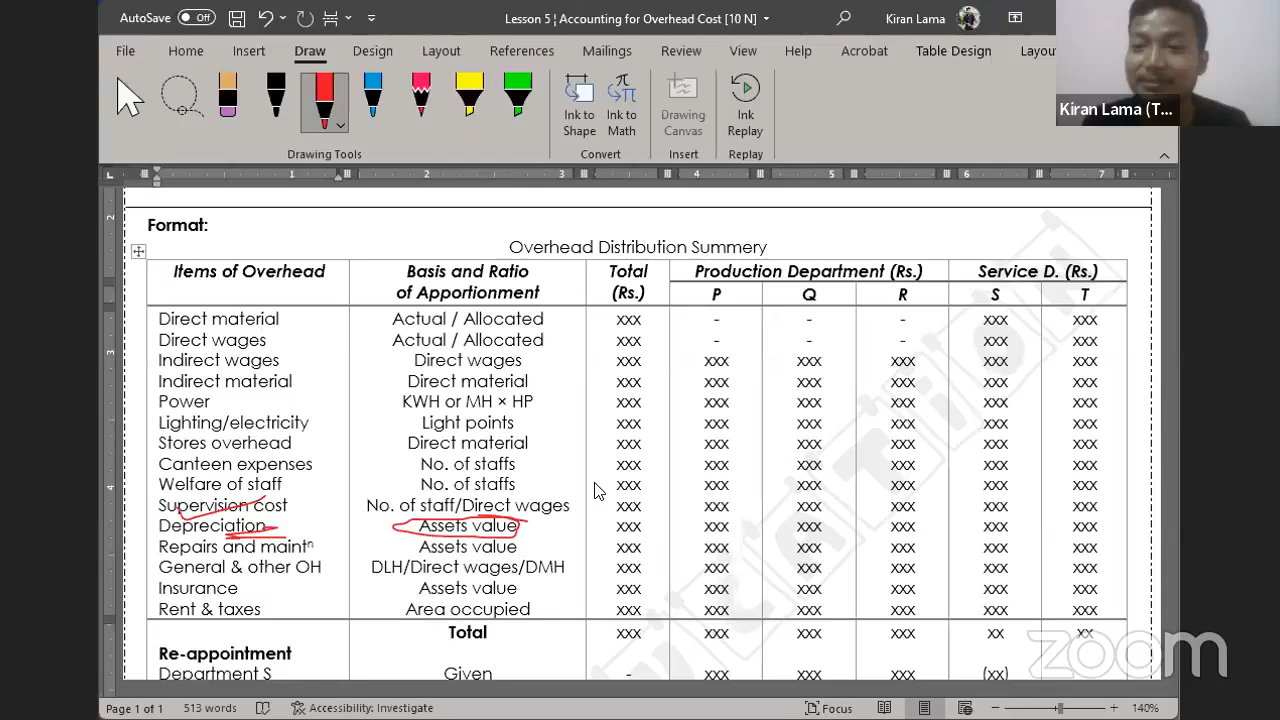 AutoSave Off Lesson 5 | Accounting for Overhead Cost [10 N] Kiran Lama
File Home Insert Draw Design Layout References Mailings Review View Help Acrobat Table Design Layou
Ink to Shape Ink to Math Drawing Canvas Ink Replay
Drawing Tools Convert Insert Replay
Kiran Lama (T...
1 2 3 4 5 6 7
2
3
4
Format:
Overhead Distribution Summery
Items of Overhead Basis and Ratio of Apportionment Total (Rs.) Production Department (Rs.) Service D. (Rs.)
P Q R S T
Direct material Actual / Allocated xxx - - - xxx xxx
Direct wages Actual / Allocated xxx - - - xxx xxx
Indirect wages Direct wages xxx xxx xxx xxx xxx xxx
Indirect material Direct material xxx xxx xxx xxx xxx xxx
Power KWH or MH × HP xxx xxx xxx xxx xxx xxx
Lighting/electricity Light points xxx xxx xxx xxx xxx xxx
Stores overhead Direct material xxx xxx xxx xxx xxx xxx
Canteen expenses No. of staffs xxx xxx xxx xxx xxx xxx
Welfare of staff No. of staffs xxx xxx xxx xxx xxx xxx
Supervision cost No. of staff/Direct wages xxx xxx xxx xxx xxx xxx
Depreciation Assets value xxx xxx xxx xxx xxx xxx
Repairs and maintⁿ Assets value xxx xxx xxx xxx xxx xxx
General & other OH DLH/Direct wages/DMH xxx xxx xxx xxx xxx xxx
Insurance Assets value xxx xxx xxx xxx xxx xxx
Rent & taxes Area occupied xxx xxx xxx xxx xxx xxx
Total xxx xxx xxx xxx xx xx
Re-appointment
Department S Given - xxx xxx xxx (xx)
zoom
Page 1 of 1 513 words Accessibility: Investigate Focus 140%